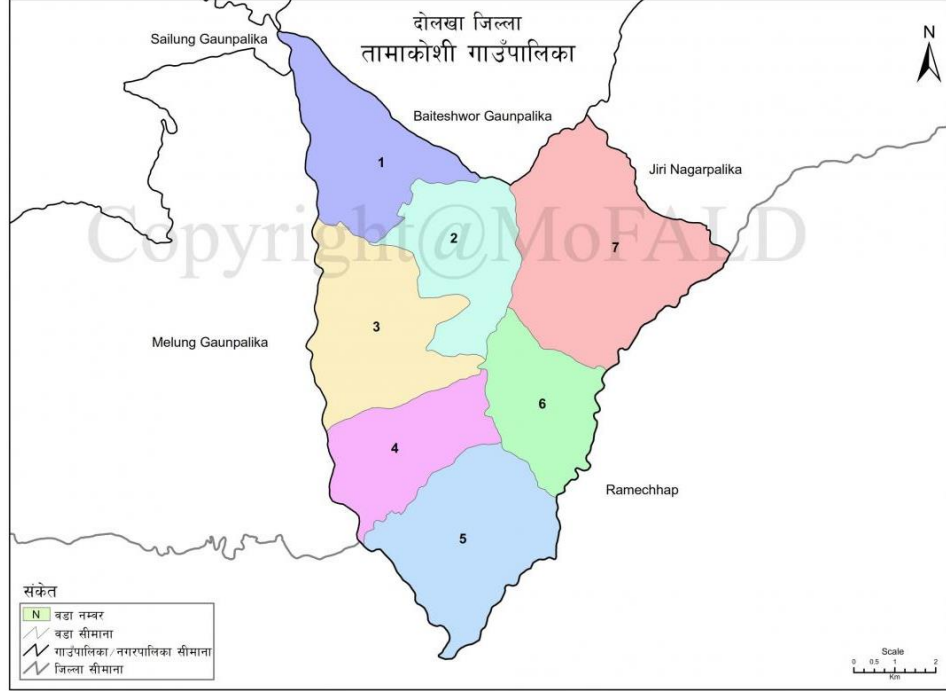 दोलखा जिल्ला
तामाकोशी गाउँपालिका
N
Sailung Gaunpalika
Baiteshwor Gaunpalika
1
Jiri Nagarpalika
Copyright@MoFALD
2
7
3
Melung Gaunpalika
6
4
Ramechhap
5
संकेत
N वडा नम्बर
वडा सीमाना
गाउँपालिका/नगरपालिका सीमाना
जिल्ला सीमाना
Scale
0 0.5 1 2
Km